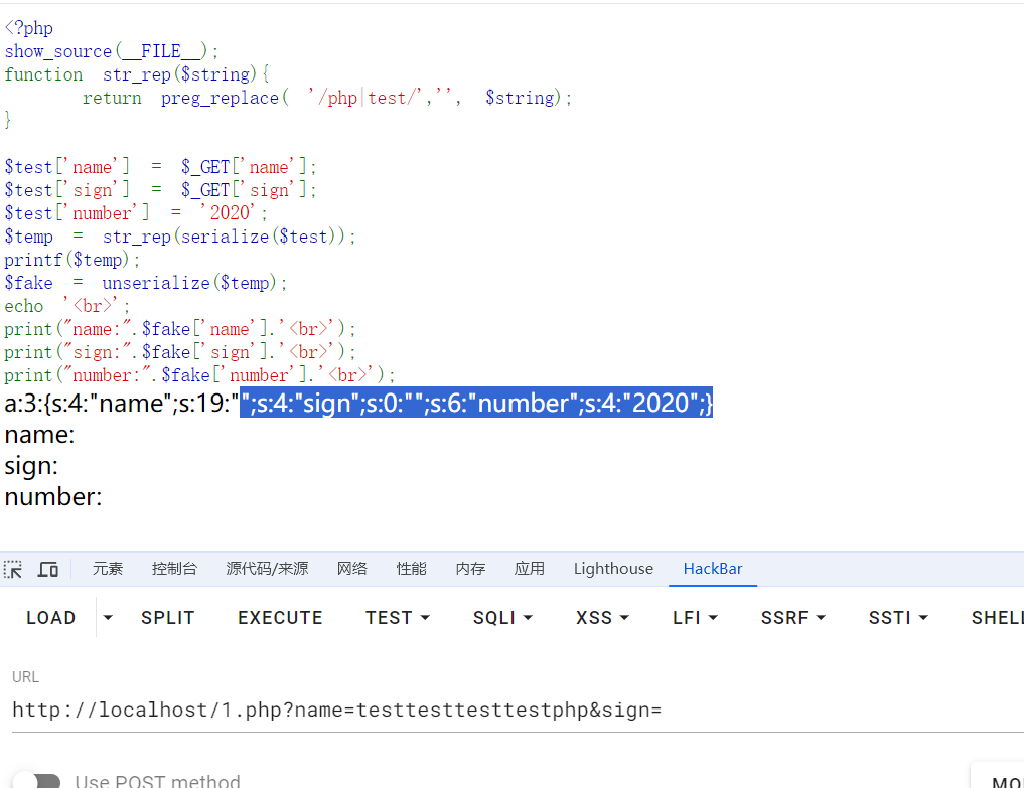 <?php
show_source(__FILE__);
function str_rep($string){
return preg_replace( '/php|test/','', $string);
}
$test['name'] = $_GET['name'];
$test['sign'] = $_GET['sign'];
$test['number'] = '2020';
$temp = str_rep(serialize($test));
printf($temp);
$fake = unserialize($temp);
echo '<br>';
print("name:".$fake['name'].'<br>');
print("sign:".$fake['sign'].'<br>');
print("number:".$fake['number'].'<br>');
a:3:{s:4:"name";s:19:"";s:4:"sign";s:0:"";s:6:"number";s:4:"2020";}
name:
sign:
number:
元素 控制台 源代码/来源 网络 性能 内存 应用 Lighthouse HackBar
LOAD SPLIT EXECUTE TEST SQLI XSS LFI SSRF SSTI SHELL
URL
http://localhost/1.php?name=testtesttesttestphp&sign=
Use POST method